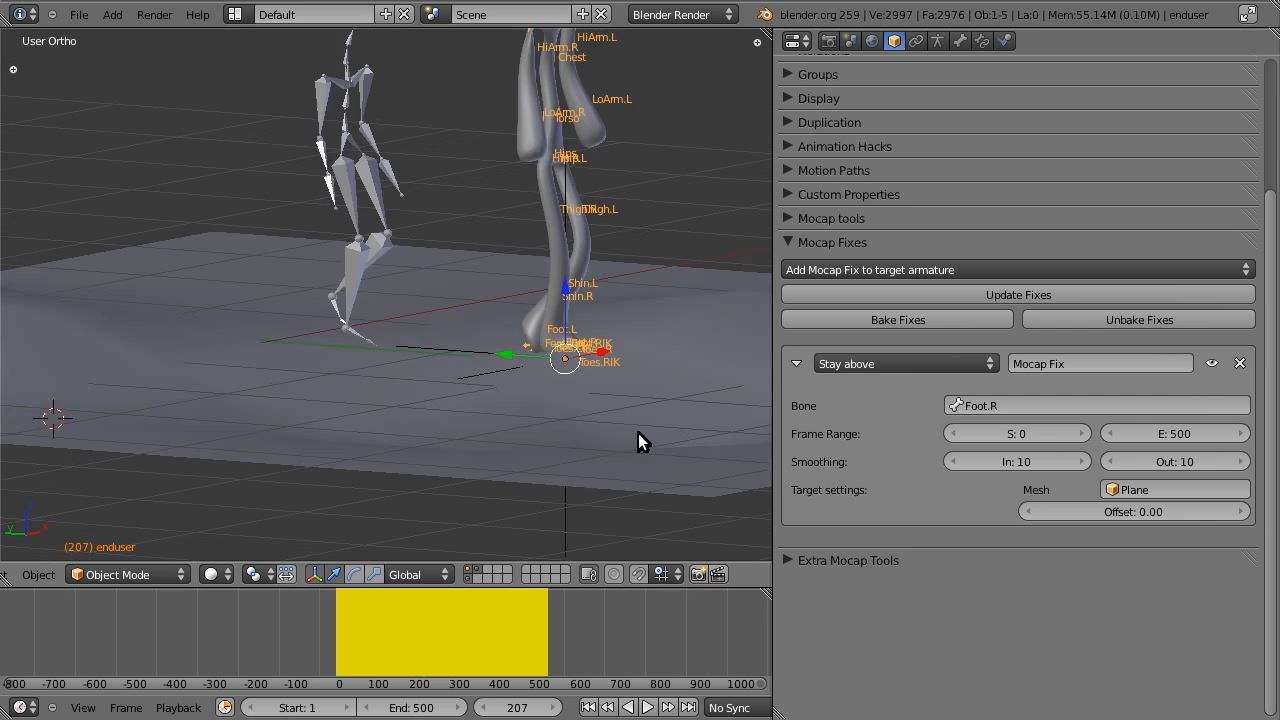 File Add Render Help Default Scene Blender Render blender.org 259 | Ve:2997 | Fa:2976 | Ob:1-5 | La:0 | Mem:55.14M (0.10M) | enduser
User Ortho
HiArm.L
HiArm.R
Chest
LoArm.L
LoArm.R
Torso
Hips
Hip.L
Thigh.L
Shin.L
Shin.R
Foot.L
Toes.RIK
z
y x
(207) enduser
Object Object Mode Global
-800 -700 -600 -500 -400 -300 -200 -100 0 100 200 300 400 500 600 700 800 900 1000
View Frame Playback Start: 1 End: 500 207 No Sync
Groups
Display
Duplication
Animation Hacks
Motion Paths
Custom Properties
Mocap tools
Mocap Fixes
Add Mocap Fix to target armature
Update Fixes
Bake Fixes Unbake Fixes
Stay above Mocap Fix
Bone Foot.R
Frame Range: S: 0 E: 500
Smoothing: In: 10 Out: 10
Target settings: Mesh Plane
Offset: 0.00
Extra Mocap Tools